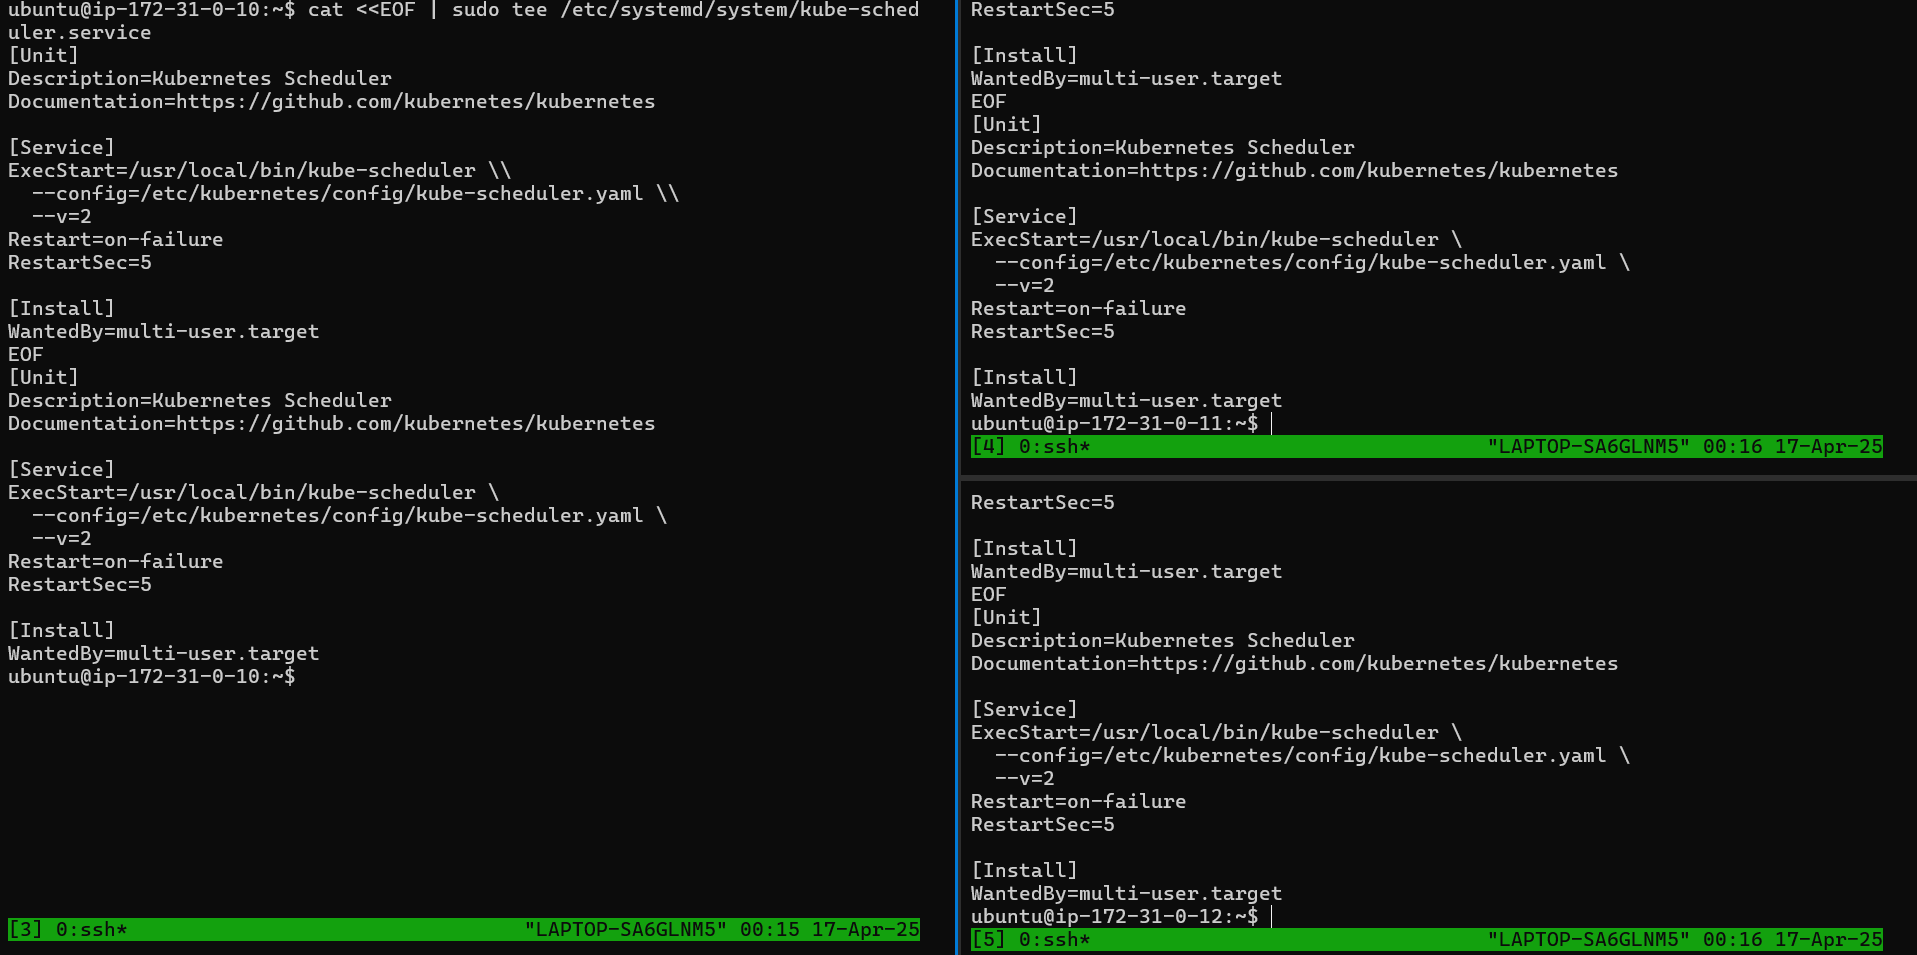 ubuntu@ip-172-31-0-10:~$ cat <<EOF | sudo tee /etc/systemd/system/kube-sched
uler.service
[Unit]
Description=Kubernetes Scheduler
Documentation=https://github.com/kubernetes/kubernetes

[Service]
ExecStart=/usr/local/bin/kube-scheduler \\
  --config=/etc/kubernetes/config/kube-scheduler.yaml \\
  --v=2
Restart=on-failure
RestartSec=5

[Install]
WantedBy=multi-user.target
EOF
[Unit]
Description=Kubernetes Scheduler
Documentation=https://github.com/kubernetes/kubernetes

[Service]
ExecStart=/usr/local/bin/kube-scheduler \
  --config=/etc/kubernetes/config/kube-scheduler.yaml \
  --v=2
Restart=on-failure
RestartSec=5

[Install]
WantedBy=multi-user.target
ubuntu@ip-172-31-0-10:~$
[3] 0:ssh* "LAPTOP-SA6GLNM5" 00:15 17-Apr-25
RestartSec=5

[Install]
WantedBy=multi-user.target
EOF
[Unit]
Description=Kubernetes Scheduler
Documentation=https://github.com/kubernetes/kubernetes

[Service]
ExecStart=/usr/local/bin/kube-scheduler \
  --config=/etc/kubernetes/config/kube-scheduler.yaml \
  --v=2
Restart=on-failure
RestartSec=5

[Install]
WantedBy=multi-user.target
ubuntu@ip-172-31-0-11:~$
[4] 0:ssh* "LAPTOP-SA6GLNM5" 00:16 17-Apr-25
RestartSec=5

[Install]
WantedBy=multi-user.target
EOF
[Unit]
Description=Kubernetes Scheduler
Documentation=https://github.com/kubernetes/kubernetes

[Service]
ExecStart=/usr/local/bin/kube-scheduler \
  --config=/etc/kubernetes/config/kube-scheduler.yaml \
  --v=2
Restart=on-failure
RestartSec=5

[Install]
WantedBy=multi-user.target
ubuntu@ip-172-31-0-12:~$
[5] 0:ssh* "LAPTOP-SA6GLNM5" 00:16 17-Apr-25